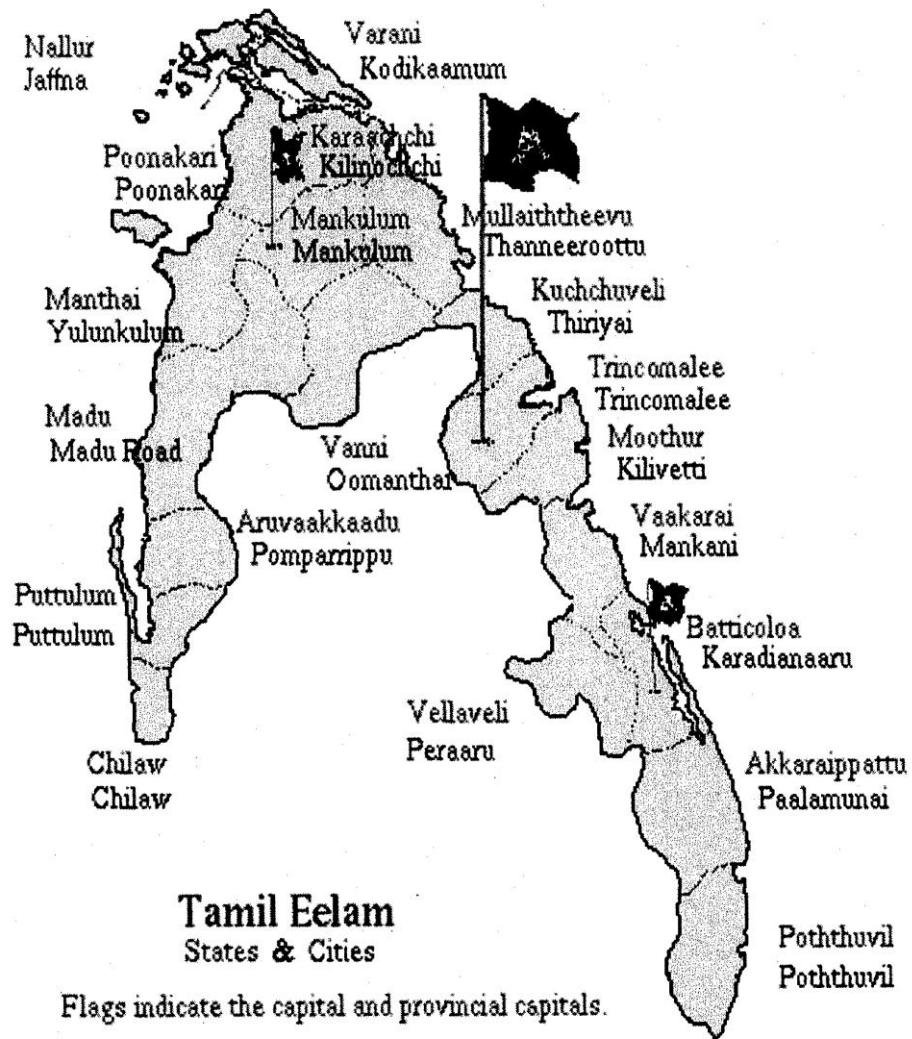 Nallur
Jaffna
Varani
Kodikaamum
Karaachchi
Kilinochchi
Poonakari
Poonakari
Mankulum
Mankulum
Mullaiththeevu
Thanneeroottu
Manthai
Yulunkulum
Kuchchuveli
Thiriyai
Trincomalee
Trincomalee
Madu
Madu Road
Moothur
Kilivetti
Vanni
Oomanthai
Aruvaakkaadu
Pomparrippu
Vaakarai
Mankani
Puttulum
Puttulum
Batticoloa
Karadianaaru
Vellaveli
Peraaru
Chilaw
Chilaw
Akkaraippattu
Paalamunai
Tamil Eelam
States & Cities
Poththuvil
Poththuvil
Flags indicate the capital and provincial capitals.